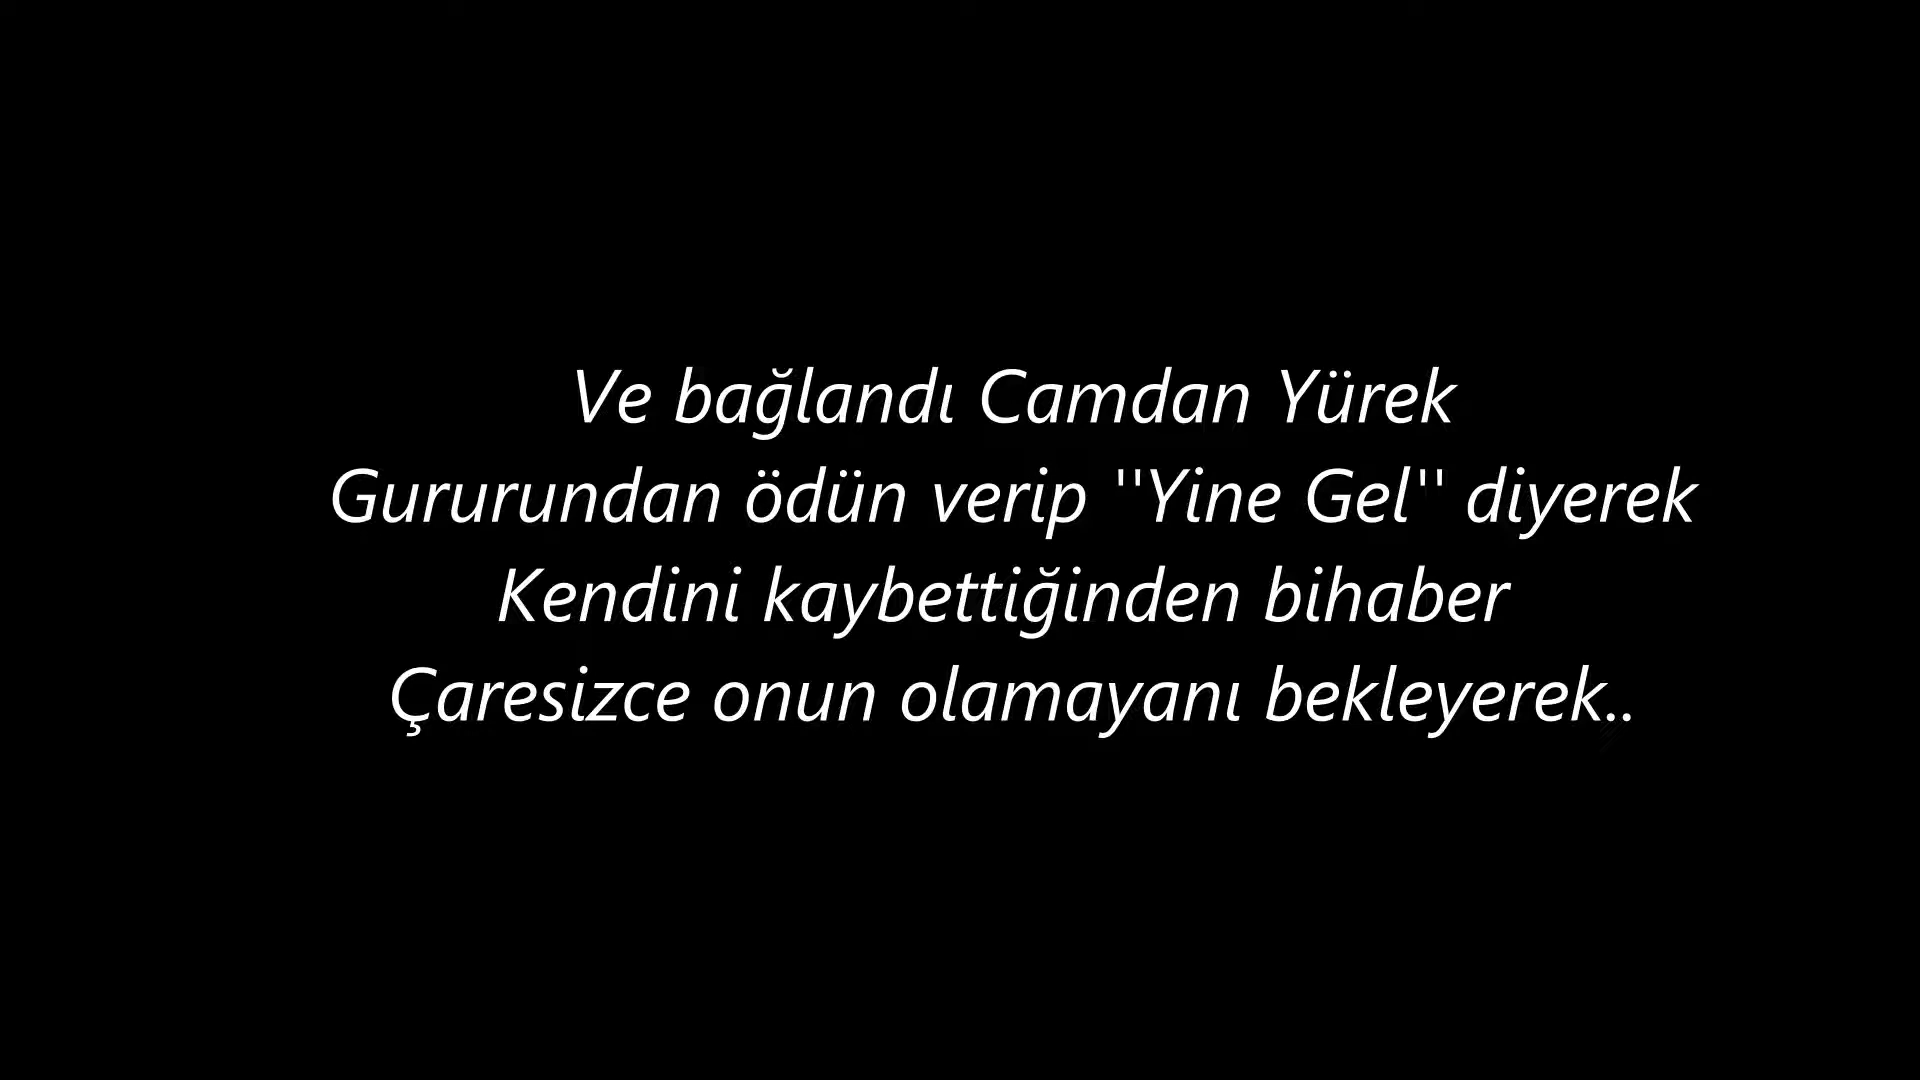 Ve bağlandı Camdan Yürek
Gururundan ödün verip ''Yine Gel'' diyerek
Kendini kaybettiğinden bihaber
Çaresizce onun olamayanı bekleyerek..